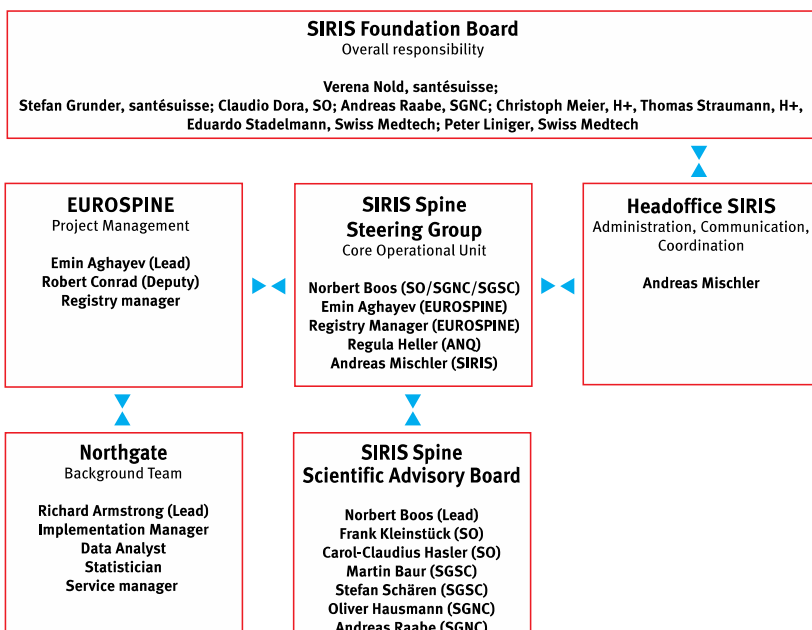 SIRIS Foundation Board
Overall responsibility
Verena Nold, santésuisse;
Stefan Grunder, santésuisse; Claudio Dora, SO; Andreas Raabe, SGNC; Christoph Meier, H+, Thomas Straumann, H+,
Eduardo Stadelmann, Swiss Medtech; Peter Liniger, Swiss Medtech
EUROSPINE
Project Management
Emin Aghayev (Lead)
Robert Conrad (Deputy)
Registry manager
SIRIS Spine
Steering Group
Core Operational Unit
Norbert Boos (SO/SGNC/SGSC)
Emin Aghayev (EUROSPINE)
Registry Manager (EUROSPINE)
Regula Heller (ANQ)
Andreas Mischler (SIRIS)
Headoffice SIRIS
Administration, Communication,
Coordination
Andreas Mischler
Northgate
Background Team
Richard Armstrong (Lead)
Implementation Manager
Data Analyst
Statistician
Service manager
SIRIS Spine
Scientific Advisory Board
Norbert Boos (Lead)
Frank Kleinstück (SO)
Carol-Claudius Hasler (SO)
Martin Baur (SGSC)
Stefan Schären (SGSC)
Oliver Hausmann (SGNC)
Andreas Raabe (SGNC)